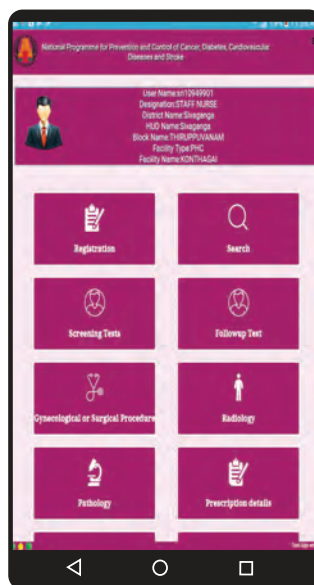 National Programme for Prevention and Control of Cancer, Diabetes, Cardiovascular
Diseases and Stroke
User Name:sn10949901
Designation:STAFF NURSE
District Name:Sivaganga
HUD Name:Sivaganga
Block Name:THIRUPPUVANAM
Facility Type:PHC
Facility Name:KONTHAGAI
Registration
Search
Screening Tests
Followup Test
Gynecological or Surgical Procedure
Radiology
Pathology
Prescription details